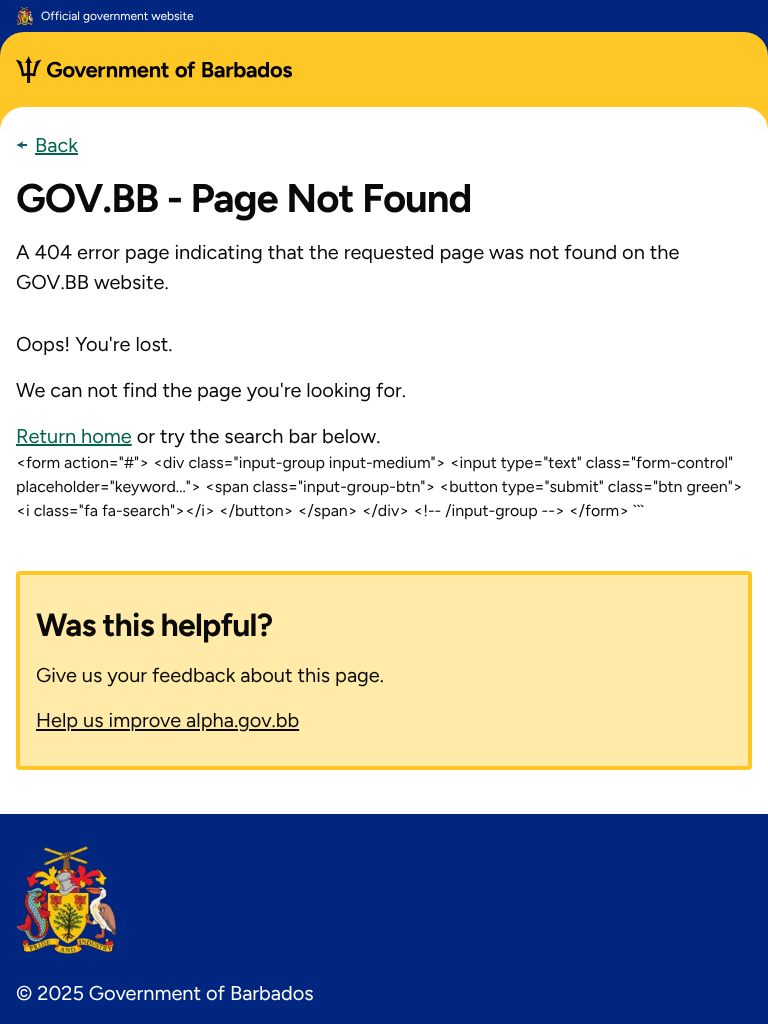 Official government website
Government of Barbados
Back
GOV.BB - Page Not Found
A 404 error page indicating that the requested page was not found on the
GOV.BB website.
Oops! You're lost.
We can not find the page you're looking for.
Return home or try the search bar below.
<form action="#"> <div class="input-group input-medium"> <input type="text" class="form-control"
placeholder="keyword..."> <span class="input-group-btn"> <button type="submit" class="btn green">
<i class="fa fa-search"></i> </button> </span> </div> <!-- /input-group --> </form> ```
Was this helpful?
Give us your feedback about this page.
Help us improve alpha.gov.bb
PRIDE AND INDUSTRY
© 2025 Government of Barbados